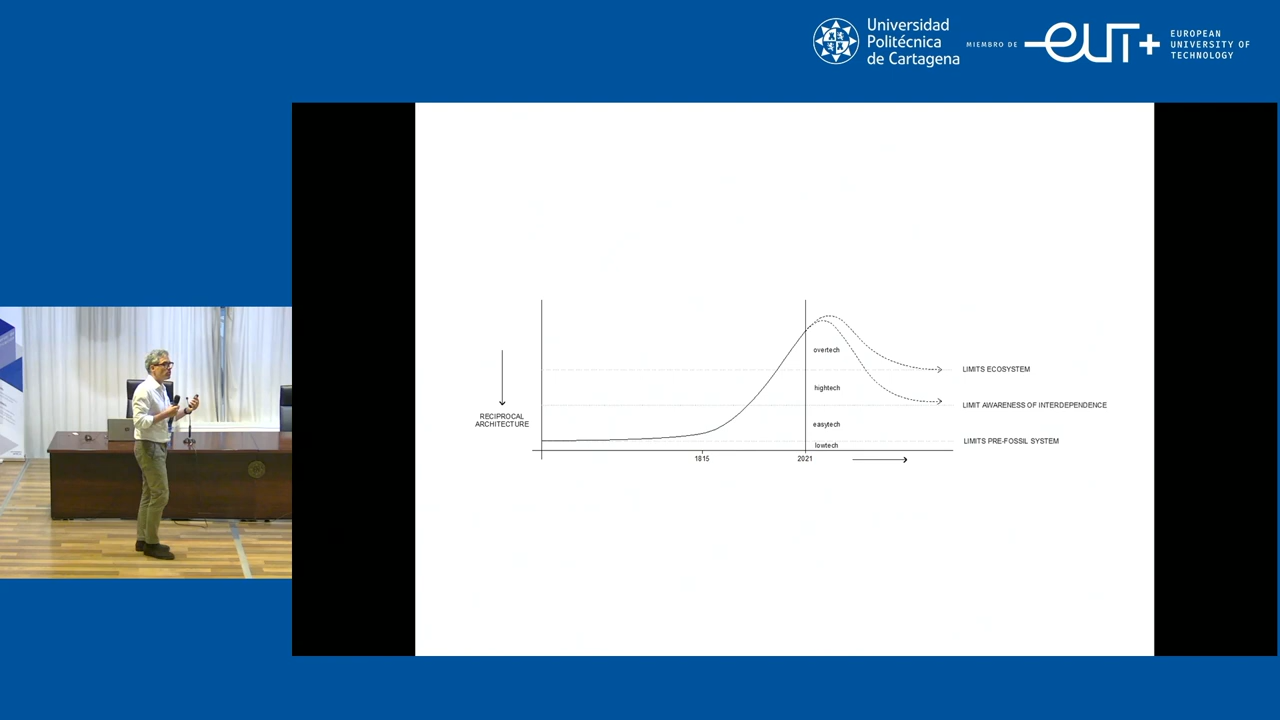 Universidad
Politécnica
de Cartagena
MIEMBRO DE
EUT+
EUROPEAN
UNIVERSITY OF
TECHNOLOGY
RECIPROCAL
ARCHITECTURE
overtech
hightech
easytech
lowtech
1815
2021
LIMITS ECOSYSTEM
LIMIT AWARENESS OF INTERDEPENDENCE
LIMITS PRE-FOSSIL SYSTEM